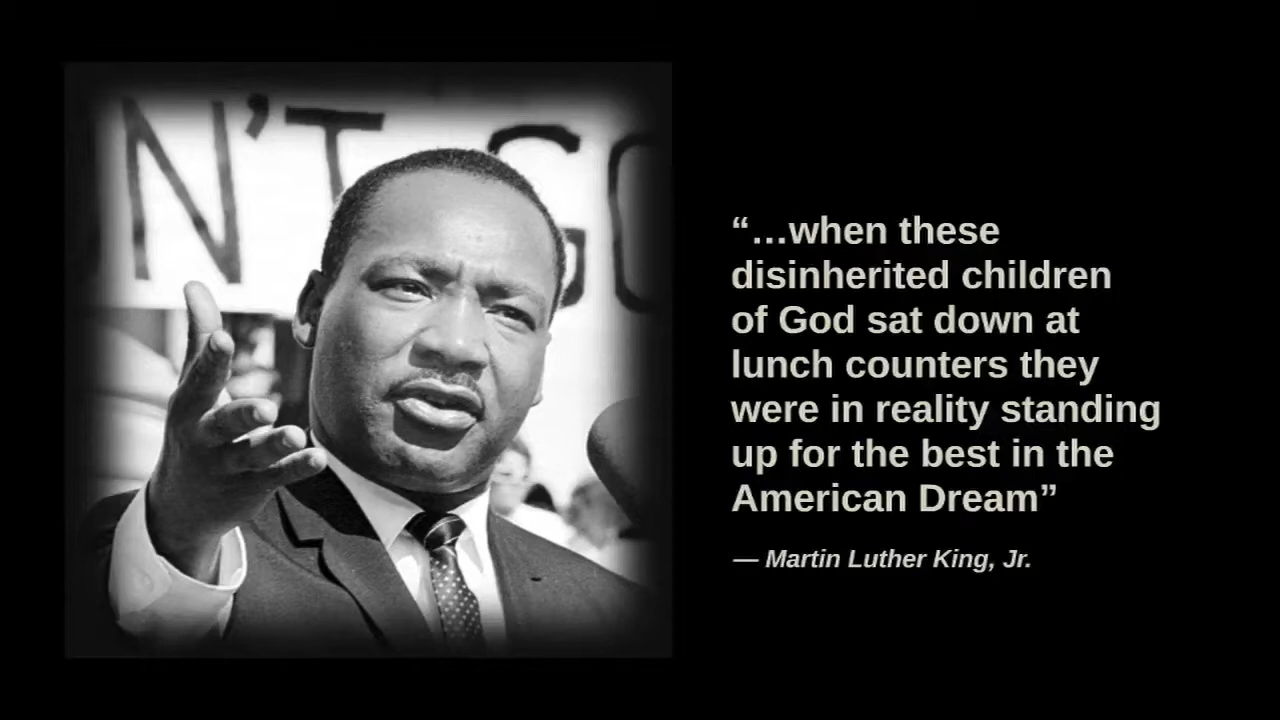 N'T GO
“…when these
disinherited children
of God sat down at
lunch counters they
were in reality standing
up for the best in the
American Dream”
— Martin Luther King, Jr.